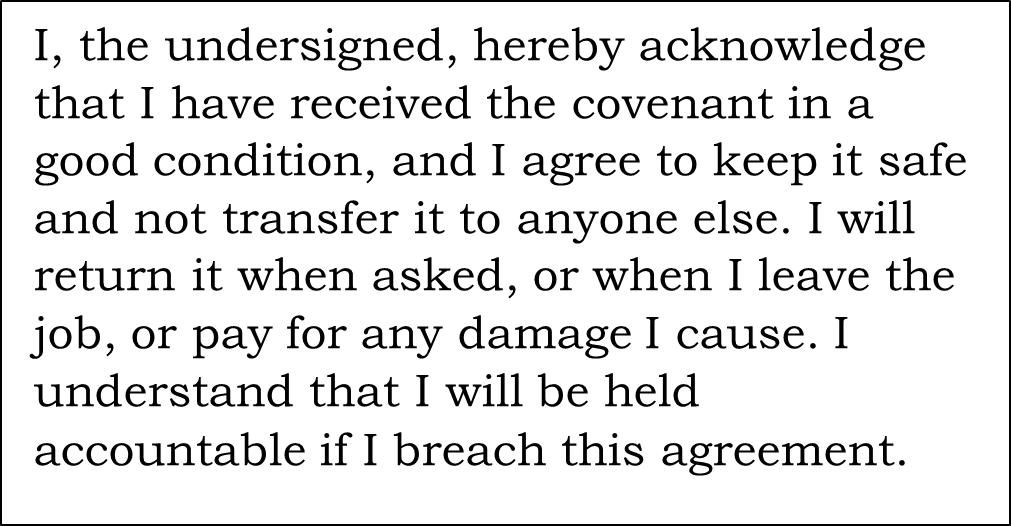 I, the undersigned, hereby acknowledge
that I have received the covenant in a
good condition, and I agree to keep it safe
and not transfer it to anyone else. I will
return it when asked, or when I leave the
job, or pay for any damage I cause. I
understand that I will be held
accountable if I breach this agreement.